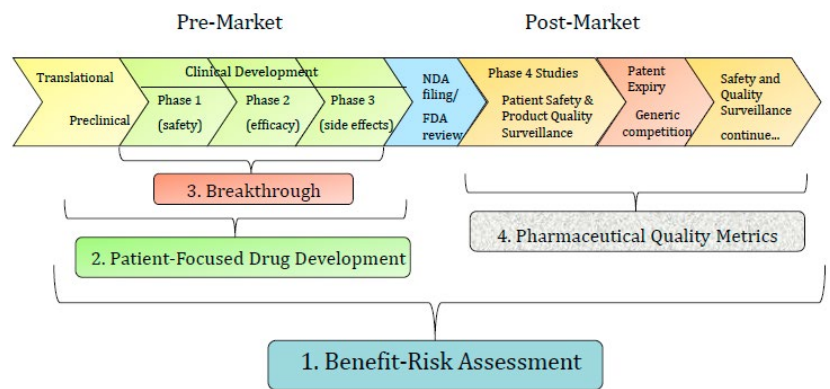 Pre-Market
Post-Market
Translational
Preclinical
Clinical Development
Phase 1
(safety)
Phase 2
(efficacy)
Phase 3
(side effects)
NDA
filing/
FDA
review
Phase 4 Studies
Patient Safety &
Product Quality
Surveillance
Patent
Expiry
Generic
competition
Safety and
Quality
Surveillance
continue...
3. Breakthrough
2. Patient-Focused Drug Development
4. Pharmaceutical Quality Metrics
1. Benefit-Risk Assessment